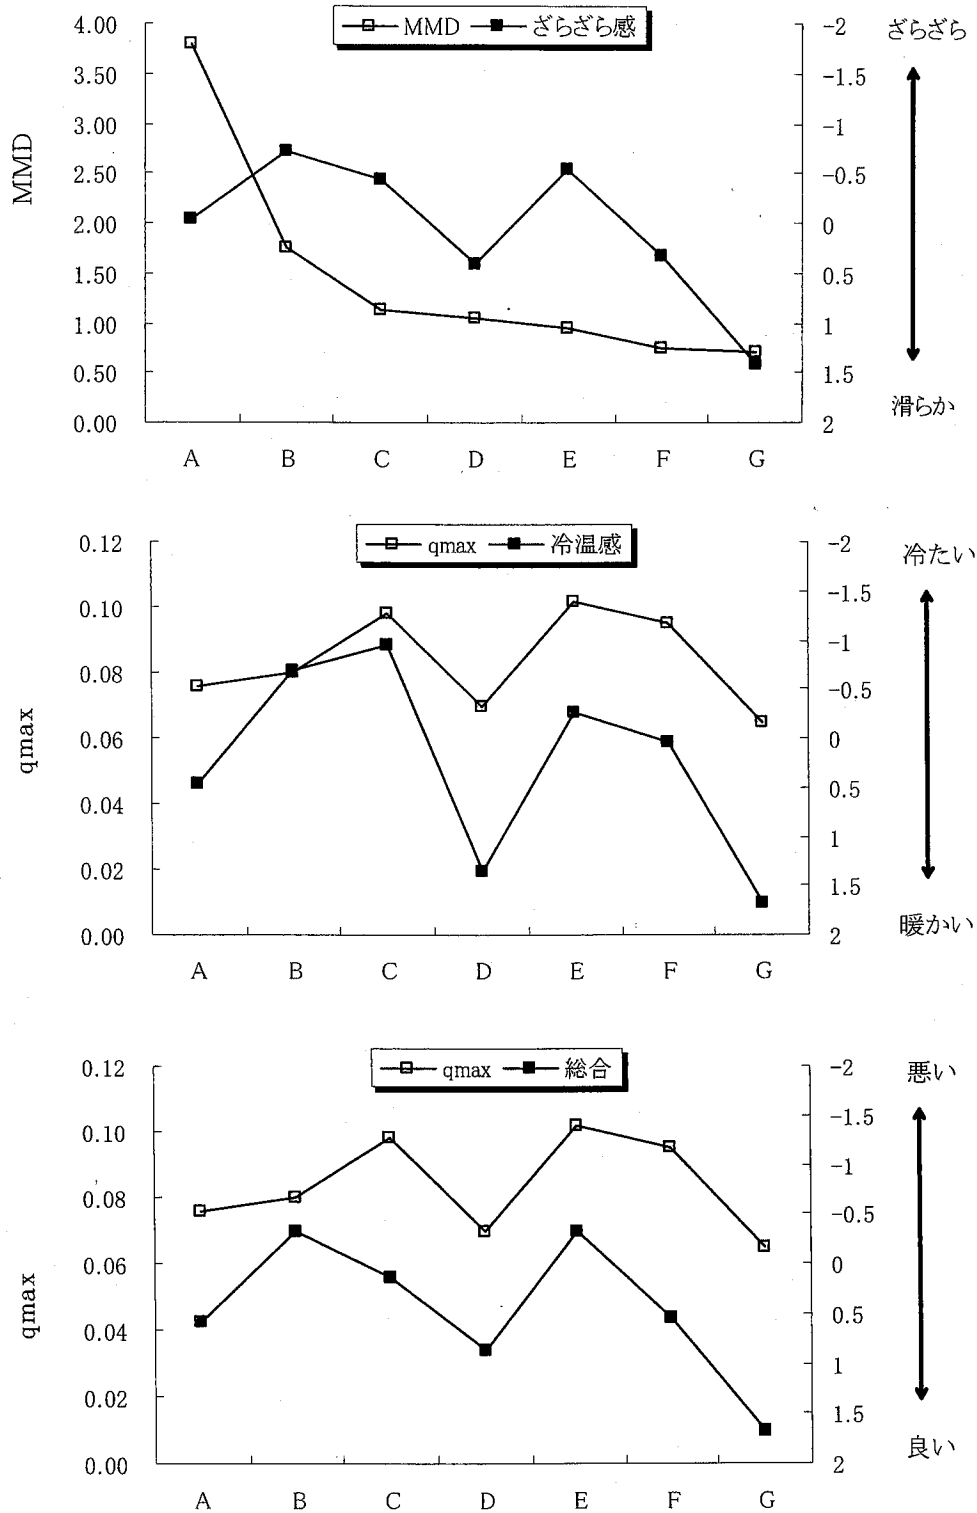 MMD ざらざら感
4.00 -2 ざらざら
3.50 -1.5
3.00 -1
2.50 -0.5
2.00 0
1.50 0.5
1.00 1
0.50 1.5
0.00 2
MMD
滑らか
A B C D E F G
qmax 冷温感
0.12 -2 冷たい
0.10 -1.5
0.08 -1
0.06 -0.5
0.04 0
0.02 0.5
0.00 1
1.5
2
qmax
暖かい
A B C D E F G
qmax 総合
0.12 -2 悪い
0.10 -1.5
0.08 -1
0.06 -0.5
0.04 0
0.02 0.5
0.00 1
1.5
2
qmax
良い
A B C D E F G